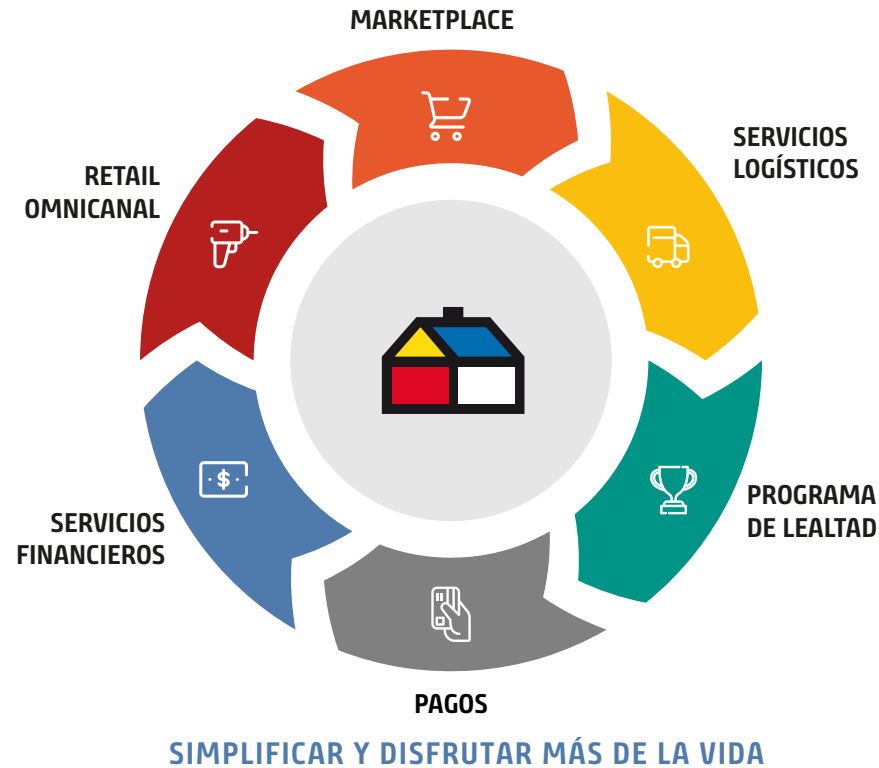 MARKETPLACE
SERVICIOS
LOGÍSTICOS
RETAIL
OMNICANAL
$
PROGRAMA
DE LEALTAD
SERVICIOS
FINANCIEROS
PAGOS
SIMPLIFICAR Y DISFRUTAR MÁS DE LA VIDA